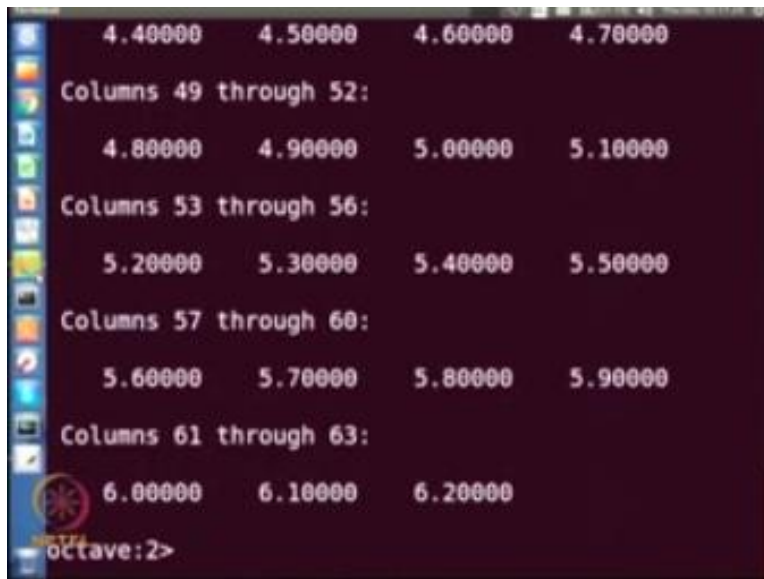 4.40000 4.50000 4.60000 4.70000
Columns 49 through 52:
4.80000 4.90000 5.00000 5.10000
Columns 53 through 56:
5.20000 5.30000 5.40000 5.50000
Columns 57 through 60:
5.60000 5.70000 5.80000 5.90000
Columns 61 through 63:
6.00000 6.10000 6.20000
octave:2>